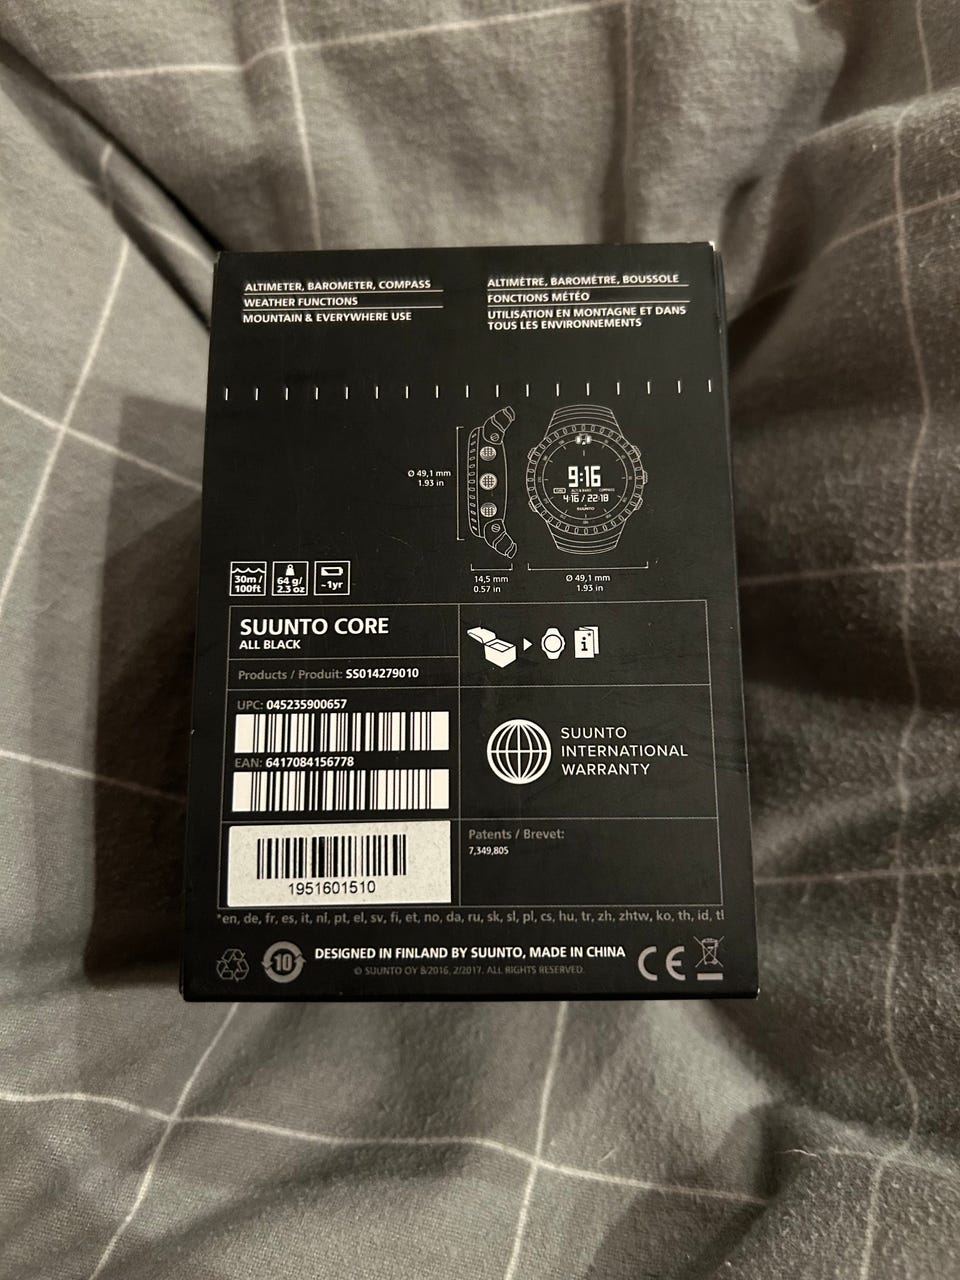 ALTIMETER, BAROMETER, COMPASS
WEATHER FUNCTIONS
MOUNTAIN & EVERYWHERE USE
ALTIMÈTRE, BAROMÈTRE, BOUSSOLE
FONCTIONS MÉTÉO
UTILISATION EN MONTAGNE ET DANS
TOUS LES ENVIRONNEMENTS
Ø 49,1 mm
1.93 in
9:16
TIME ALTI & BARO COMPASS
4·16 / 22·18
SUUNTO
14,5 mm
0.57 in
Ø 49,1 mm
1.93 in
30m /
100ft
64 g/
2.3 oz
~1yr
SUUNTO CORE
ALL BLACK
Products / Produit: SS014279010
UPC: 045235900657
EAN: 6417084156778
1951601510
SUUNTO
INTERNATIONAL
WARRANTY
Patents / Brevet:
7,349,805
*en, de, fr, es, it, nl, pt, el, sv, fi, et, no, da, ru, sk, sl, pl, cs, hu, tr, zh, zhtw, ko, th, id, tl
10
DESIGNED IN FINLAND BY SUUNTO, MADE IN CHINA
© SUUNTO OY 8/2016, 2/2017. ALL RIGHTS RESERVED.
CE